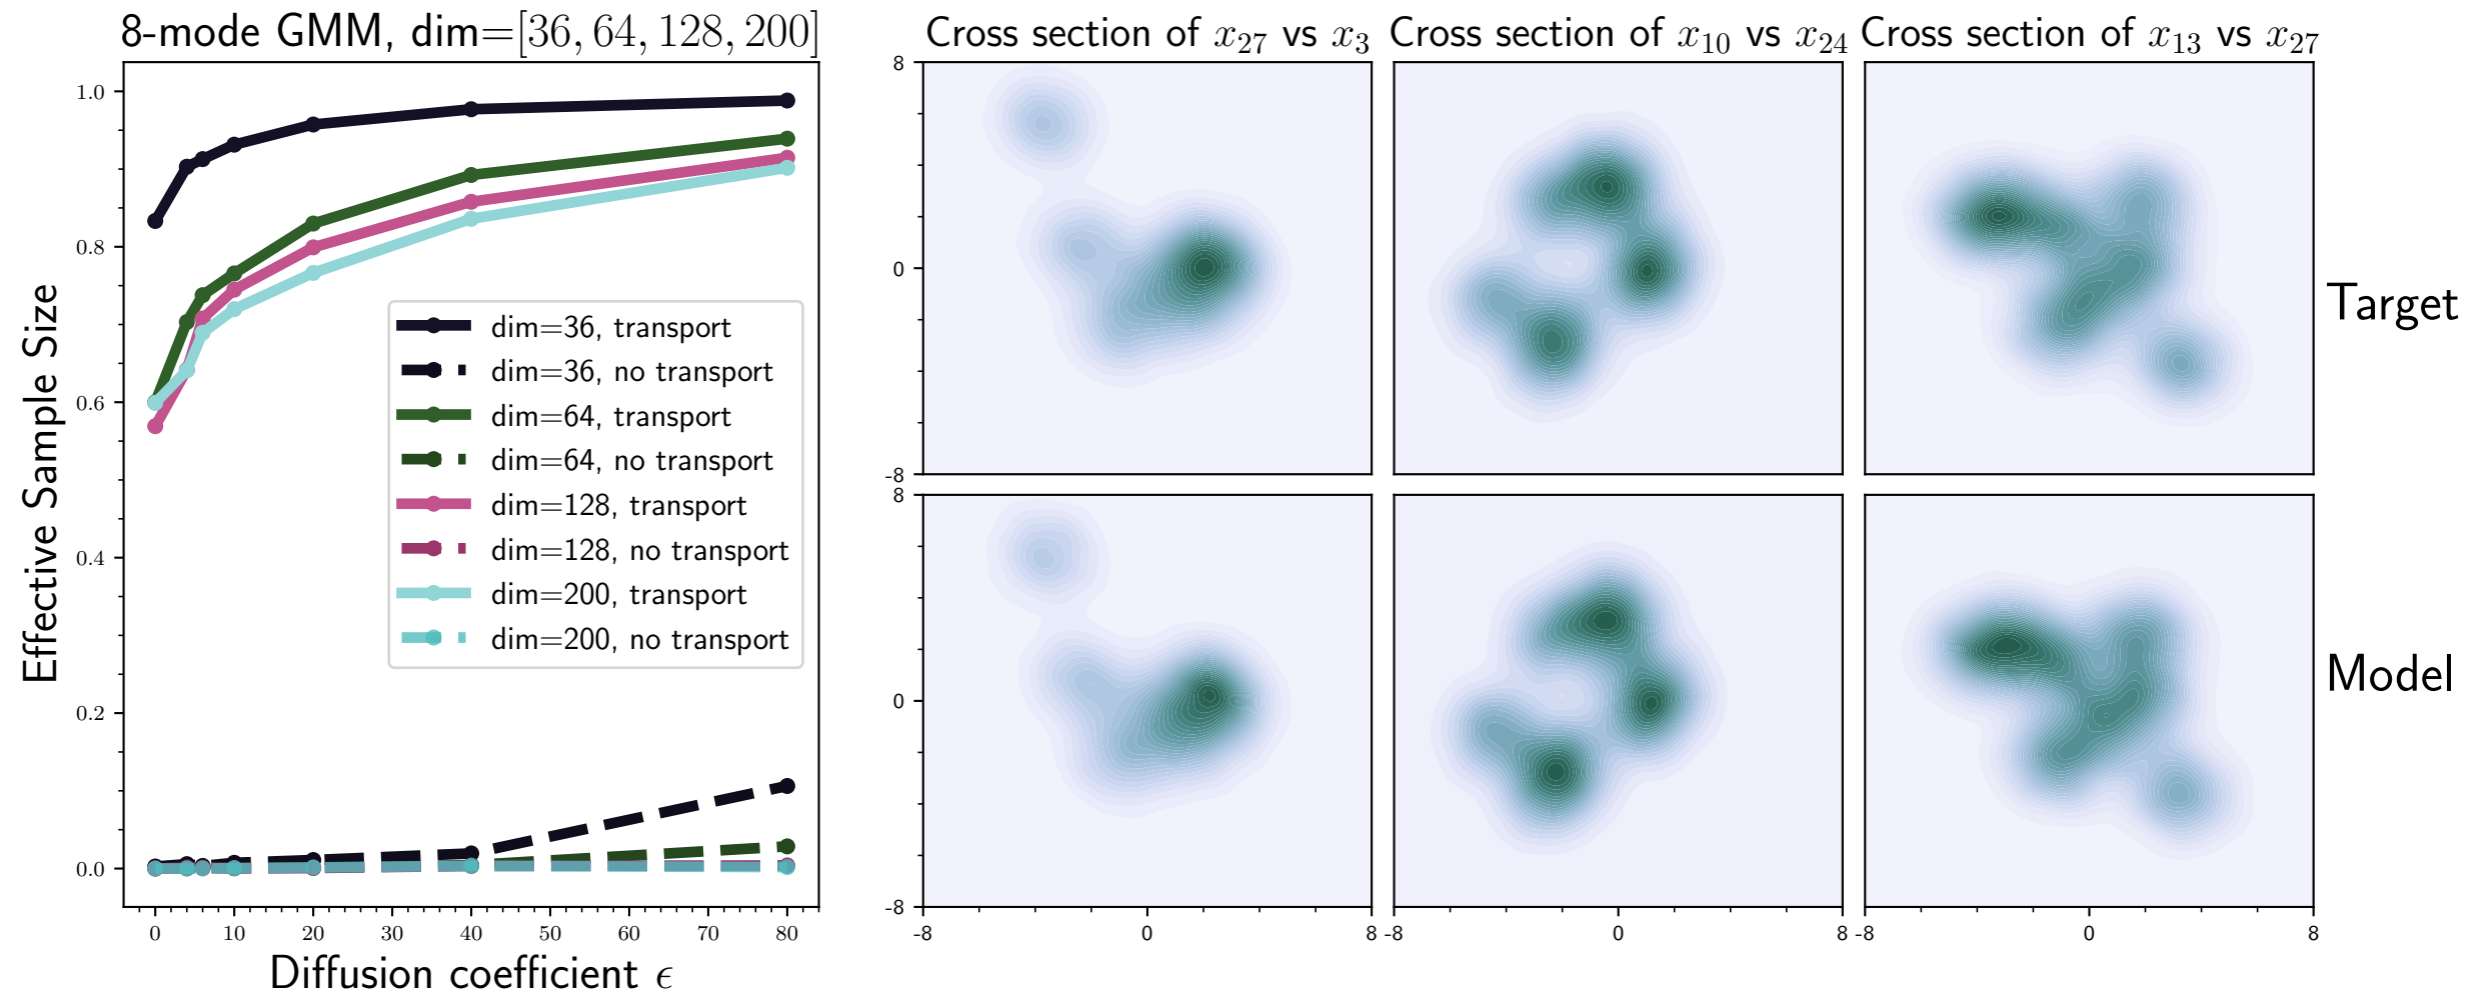 8-mode GMM, dim=[36, 64, 128, 200]
1.0
0.8
0.6
0.4
0.2
0.0
Effective Sample Size
dim=36, transport
dim=36, no transport
dim=64, transport
dim=64, no transport
dim=128, transport
dim=128, no transport
dim=200, transport
dim=200, no transport
0 10 20 30 40 50 60 70 80
Diffusion coefficient ϵ
Cross section of x₂₇ vs x₃
Cross section of x₁₀ vs x₂₄
Cross section of x₁₃ vs x₂₇
8
0
-8
Target
8
0
-8
Model
-8 0 8
-8 0 8
-8 0 8